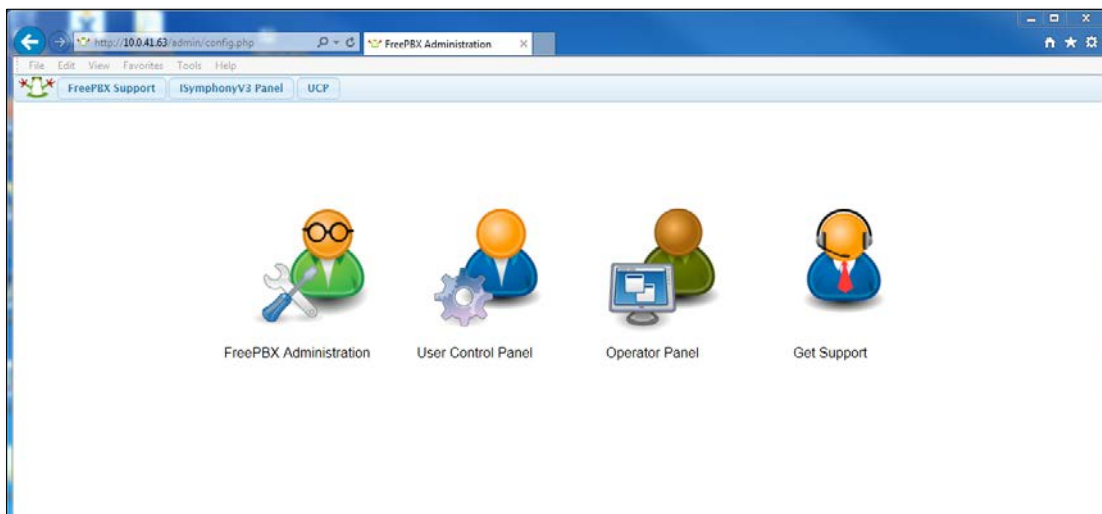 http://10.0.41.63/admin/config.php
FreePBX Administration
File Edit View Favorites Tools Help
FreePBX Support
iSymphonyV3 Panel
UCP
FreePBX Administration
User Control Panel
Operator Panel
Get Support